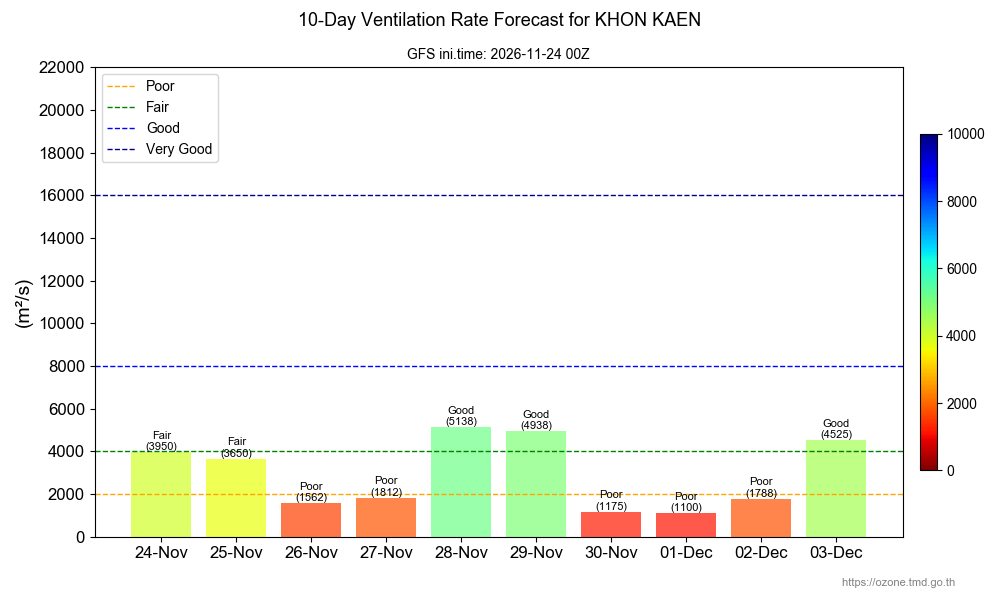 10-Day Ventilation Rate Forecast for KHON KAEN
GFS ini.time: 2026-11-24 00Z
(m²/s)
22000
20000
18000
16000
14000
12000
10000
8000
6000
4000
2000
0
Poor
Fair
Good
Very Good
Fair
(3950)
Fair
(3650)
Poor
(1562)
Poor
(1812)
Good
(5138)
Good
(4938)
Poor
(1175)
Poor
(1100)
Poor
(1788)
Good
(4525)
24-Nov
25-Nov
26-Nov
27-Nov
28-Nov
29-Nov
30-Nov
01-Dec
02-Dec
03-Dec
10000
8000
6000
4000
2000
0
https://ozone.tmd.go.th